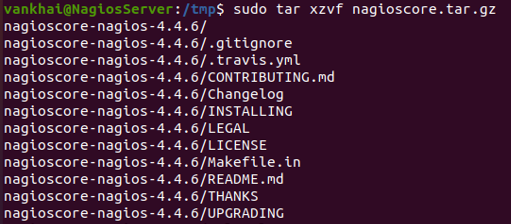 vankhai@NagiosServer:/tmp$ sudo tar xzvf nagioscore.tar.gz
nagioscore-nagios-4.4.6/
nagioscore-nagios-4.4.6/.gitignore
nagioscore-nagios-4.4.6/.travis.yml
nagioscore-nagios-4.4.6/CONTRIBUTING.md
nagioscore-nagios-4.4.6/Changelog
nagioscore-nagios-4.4.6/INSTALLING
nagioscore-nagios-4.4.6/LEGAL
nagioscore-nagios-4.4.6/LICENSE
nagioscore-nagios-4.4.6/Makefile.in
nagioscore-nagios-4.4.6/README.md
nagioscore-nagios-4.4.6/THANKS
nagioscore-nagios-4.4.6/UPGRADING